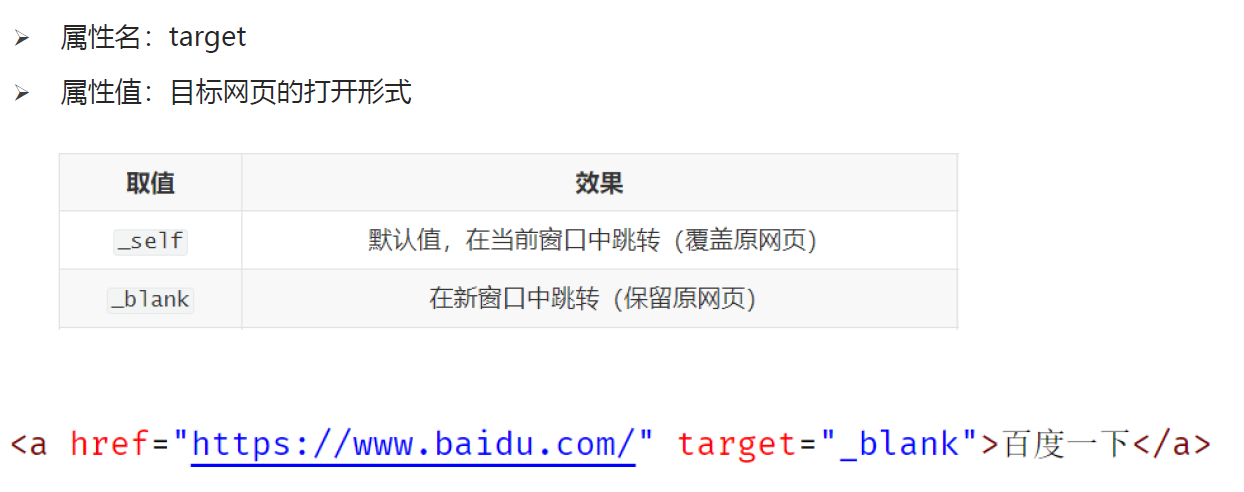 ➢ 属性名：target
➢ 属性值：目标网页的打开形式
取值 效果
_self 默认值，在当前窗口中跳转（覆盖原网页）
_blank 在新窗口中跳转（保留原网页）
<a href="https://www.baidu.com/" target="_blank">百度一下</a>